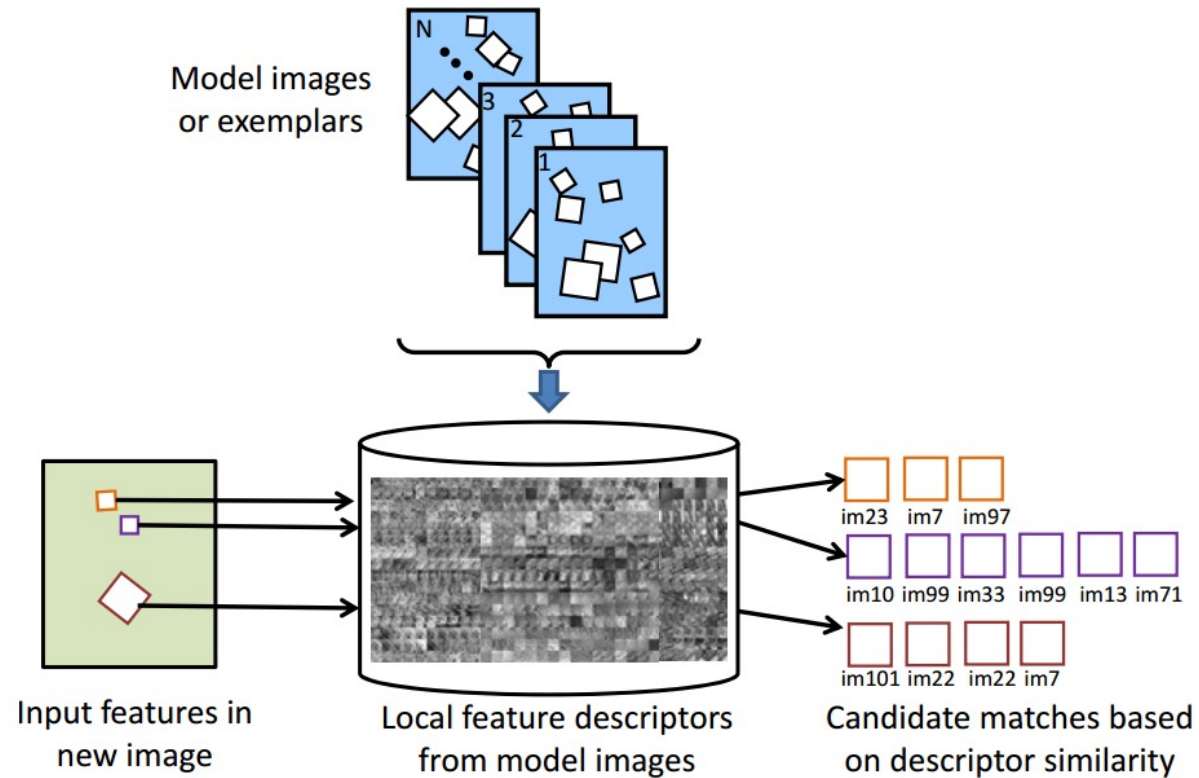 N
Model images
or exemplars
3
2
1
im23 im7 im97
im10 im99 im33 im99 im13 im71
im101 im22 im22 im7
Input features in
new image
Local feature descriptors
from model images
Candidate matches based
on descriptor similarity